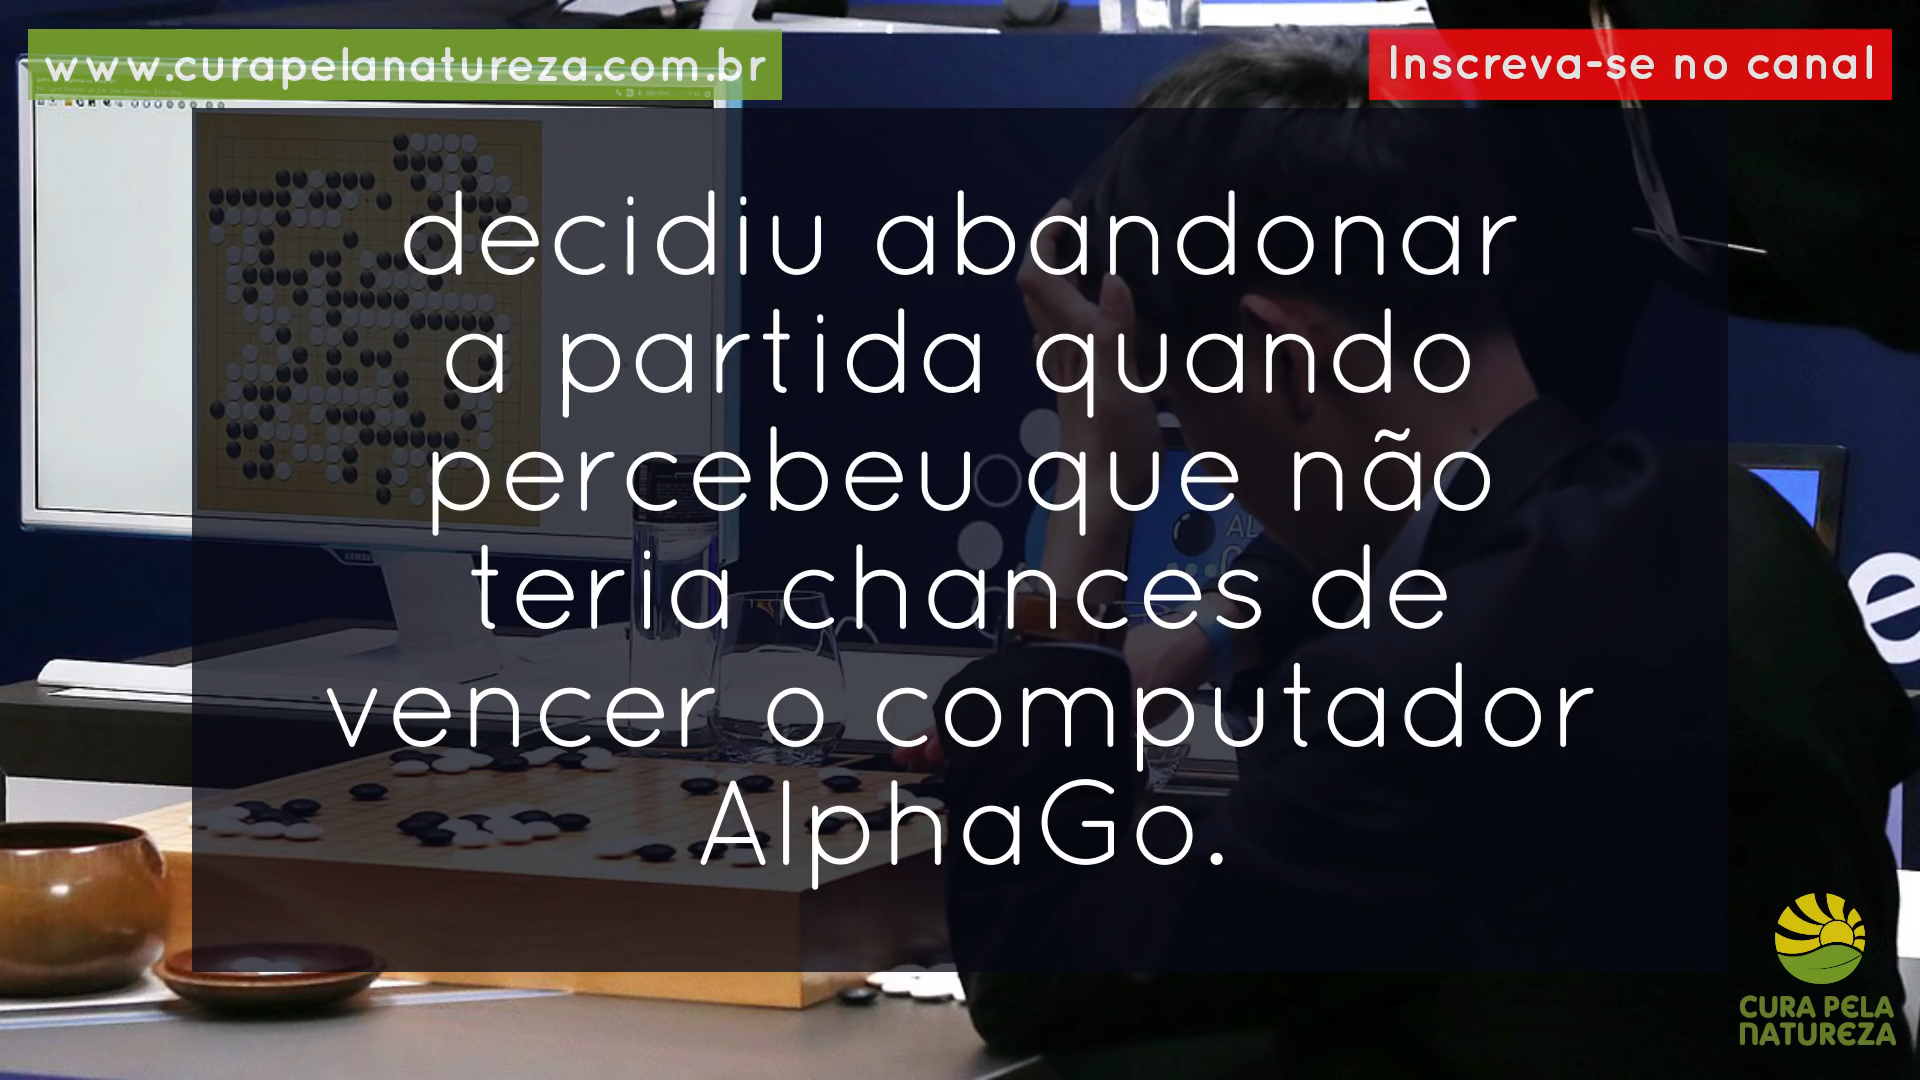 www.curapelanatureza.com.br
Inscreva-se no canal
decidiu abandonar
a partida quando
percebeu que não
teria chances de
vencer o computador
AlphaGo.
CURA PELA
NATUREZA